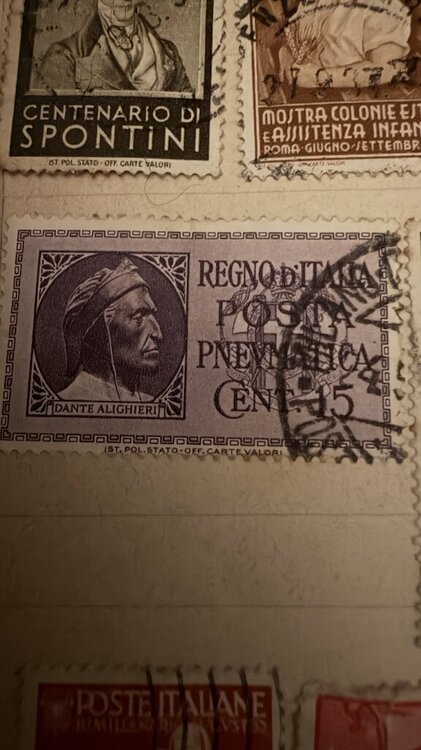 CENTENARIO DI
SPONTINI
IST. POL. STATO - OFF. CARTE VALORI
MOSTRA COLONIE EST
E ASSISTENZA INFAN
ROMA · GIUGNO · SETTEMBR
REGNO D'ITALIA
POSTA
PNEVMATICA
CENT. 15
DANTE ALIGHIERI
IST. POL. STATO - OFF. CARTE VALORI
POSTE ITALANE